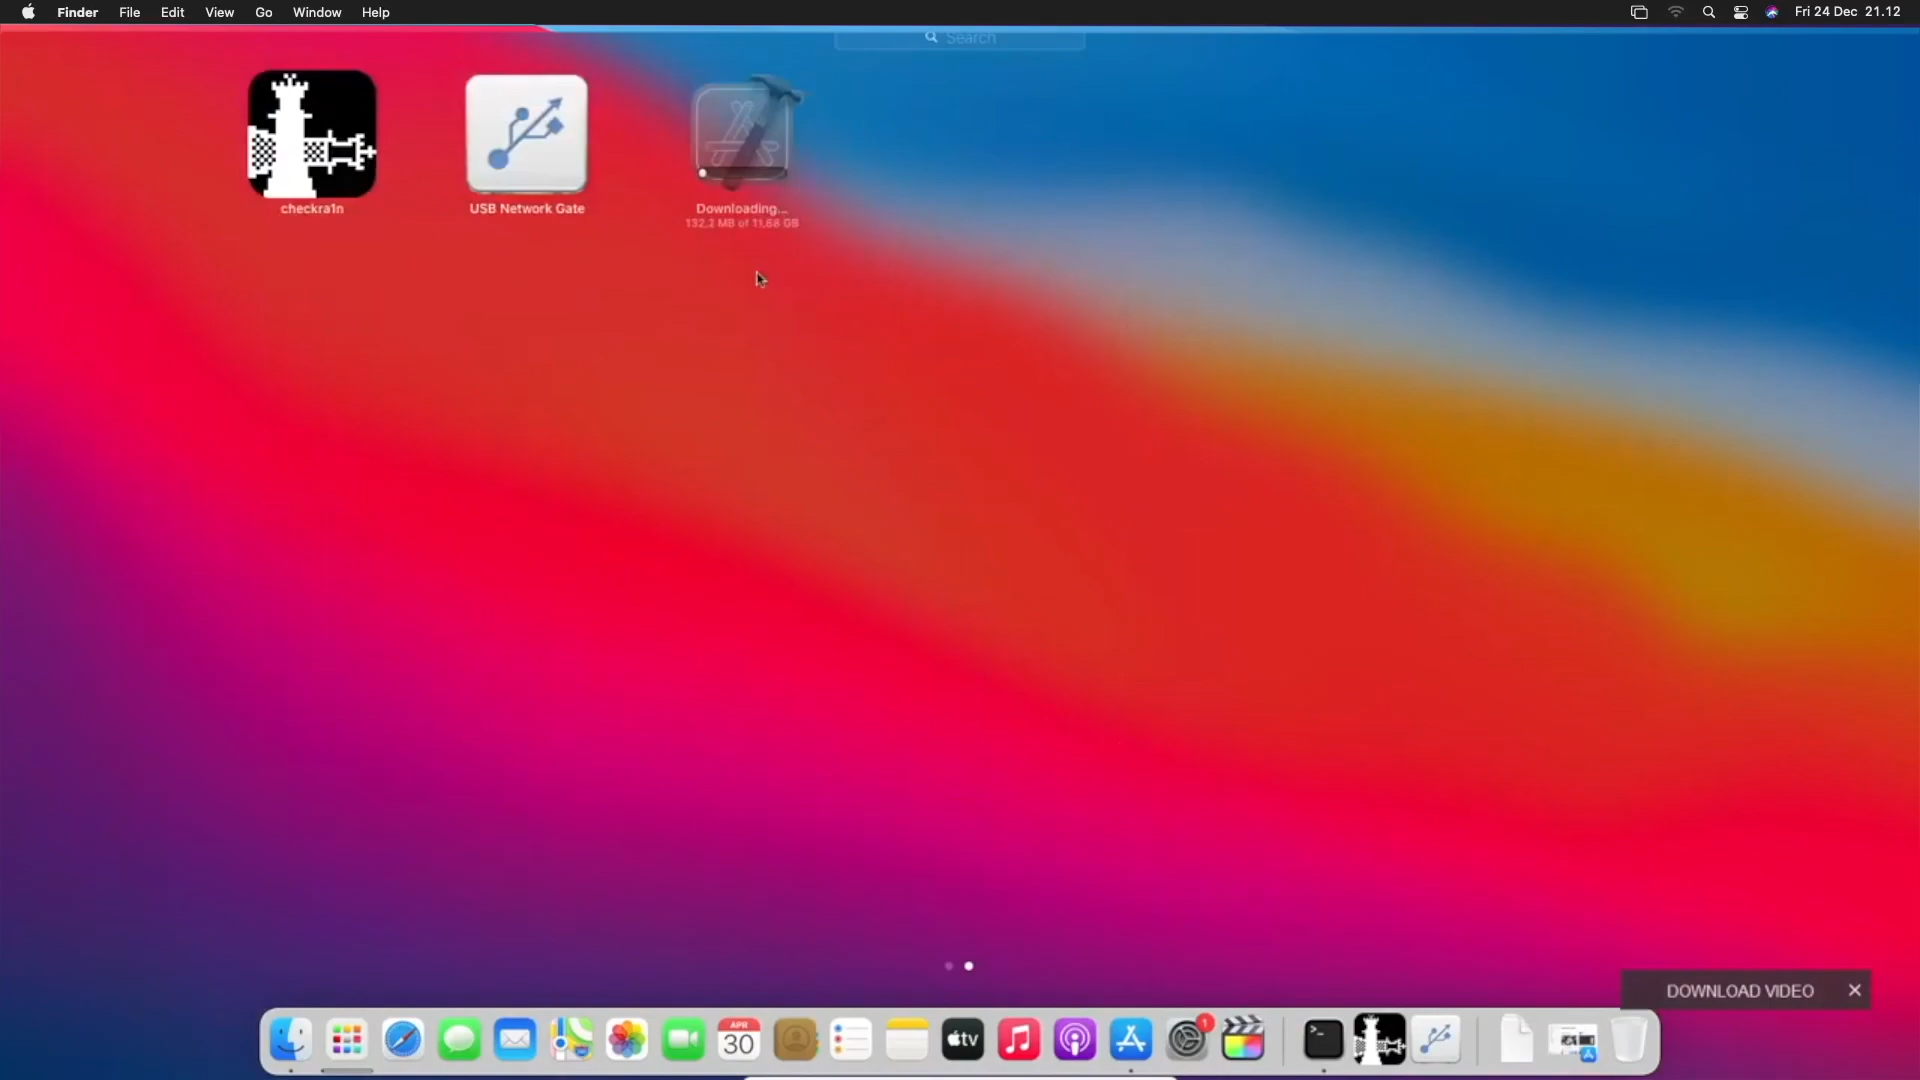 Finder File Edit View Go Window Help Fri 24 Dec 21.12
Search
checkra1n USB Network Gate Downloading...
132,2 MB of 11,68 GB
DOWNLOAD VIDEO ×
APR
30
tv
1
>_